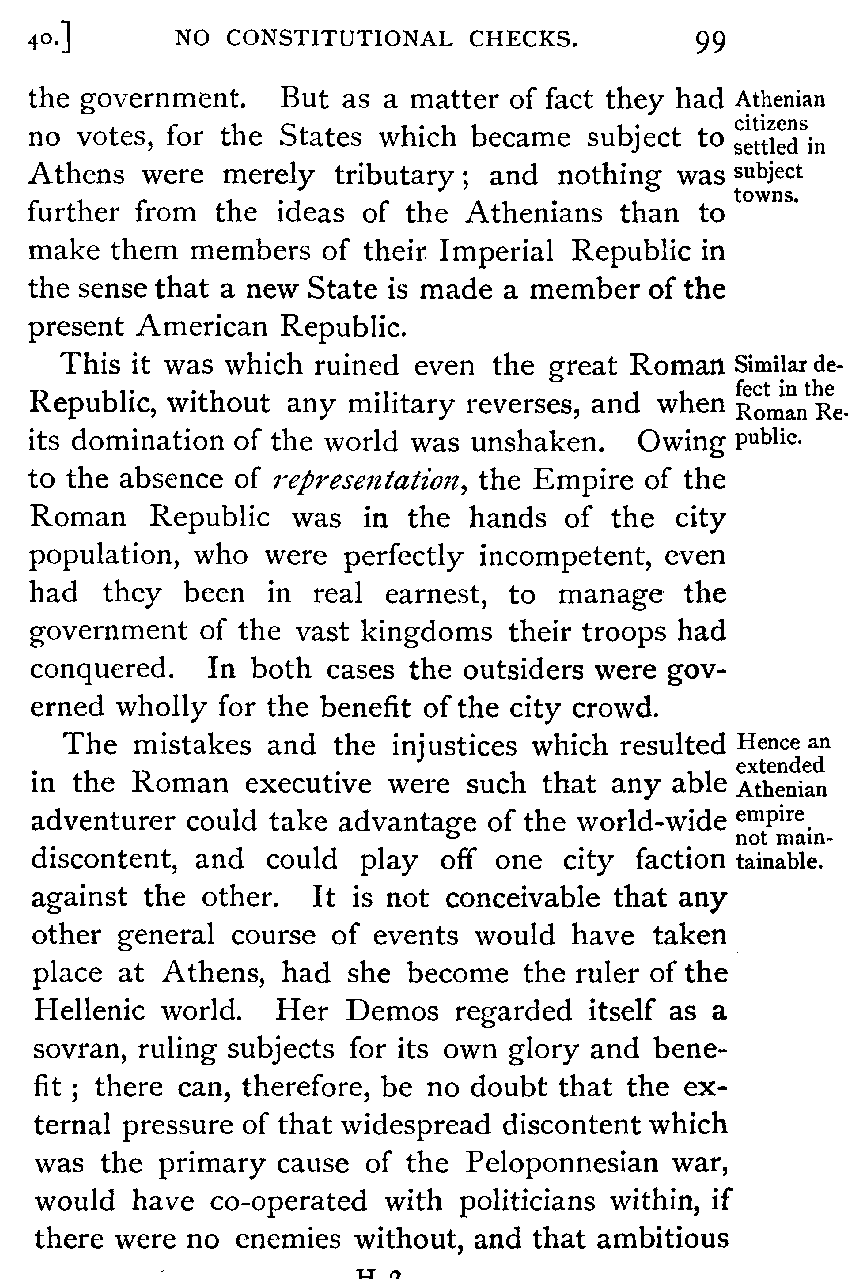 40.] NO CONSTITUTIONAL CHECKS. 99
the government. But as a matter of fact they had
no votes, for the States which became subject to
Athens were merely tributary; and nothing was
further from the ideas of the Athenians than to
make them members of their Imperial Republic in
the sense that a new State is made a member of the
present American Republic.
Athenian
citizens
settled in
subject
towns.
This it was which ruined even the great Roman
Republic, without any military reverses, and when
its domination of the world was unshaken. Owing
to the absence of representation, the Empire of the
Roman Republic was in the hands of the city
population, who were perfectly incompetent, even
had they been in real earnest, to manage the
government of the vast kingdoms their troops had
conquered. In both cases the outsiders were gov-
erned wholly for the benefit of the city crowd.
Similar de-
fect in the
Roman Re-
public.
The mistakes and the injustices which resulted
in the Roman executive were such that any able
adventurer could take advantage of the world-wide
discontent, and could play off one city faction
against the other. It is not conceivable that any
other general course of events would have taken
place at Athens, had she become the ruler of the
Hellenic world. Her Demos regarded itself as a
sovran, ruling subjects for its own glory and bene-
fit; there can, therefore, be no doubt that the ex-
ternal pressure of that widespread discontent which
was the primary cause of the Peloponnesian war,
would have co-operated with politicians within, if
there were no enemies without, and that ambitious
Hence an
extended
Athenian
empire
not main-
tainable.
H 2